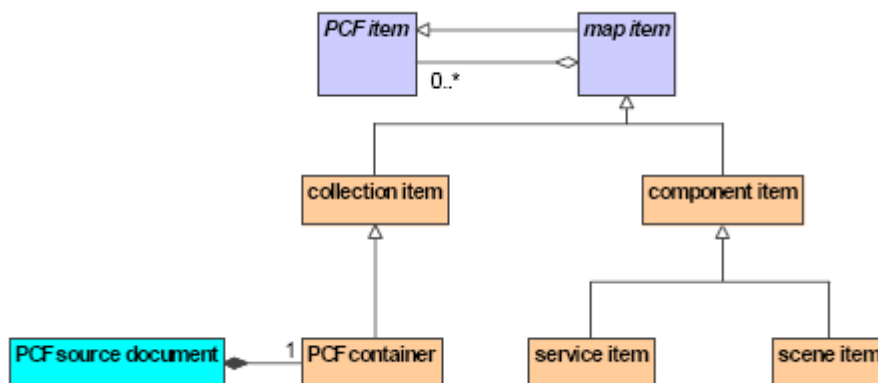 PCF item
map item
0..*
collection item
component item
PCF source document
1
PCF container
service item
scene item